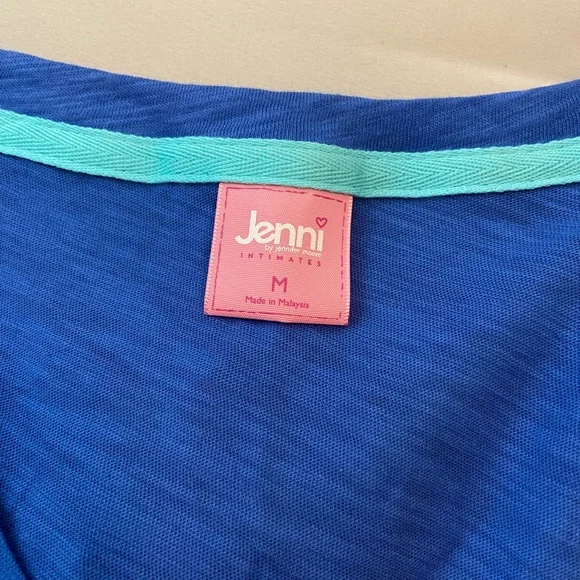 Jenni
by jennifer moore
INTIMATES
M
Made in Malaysia